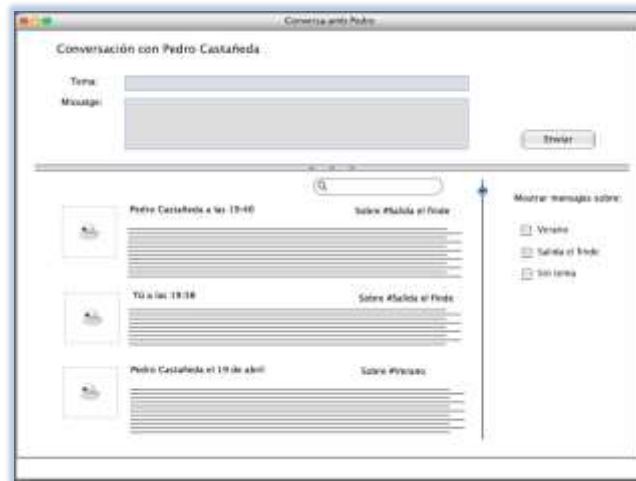 Conversa amb Pedro
Conversación con Pedro Castañeda
Tema:
Missatge:
Enviar
Mostrar mensajes sobre:
Verano
Salida el finde
Sin tema
Pedro Castañeda a las 19:40 Sobre #Salida el finde
Tú a las 19:38 Sobre #Salida el finde
Pedro Castañeda el 19 de abril Sobre #Verano